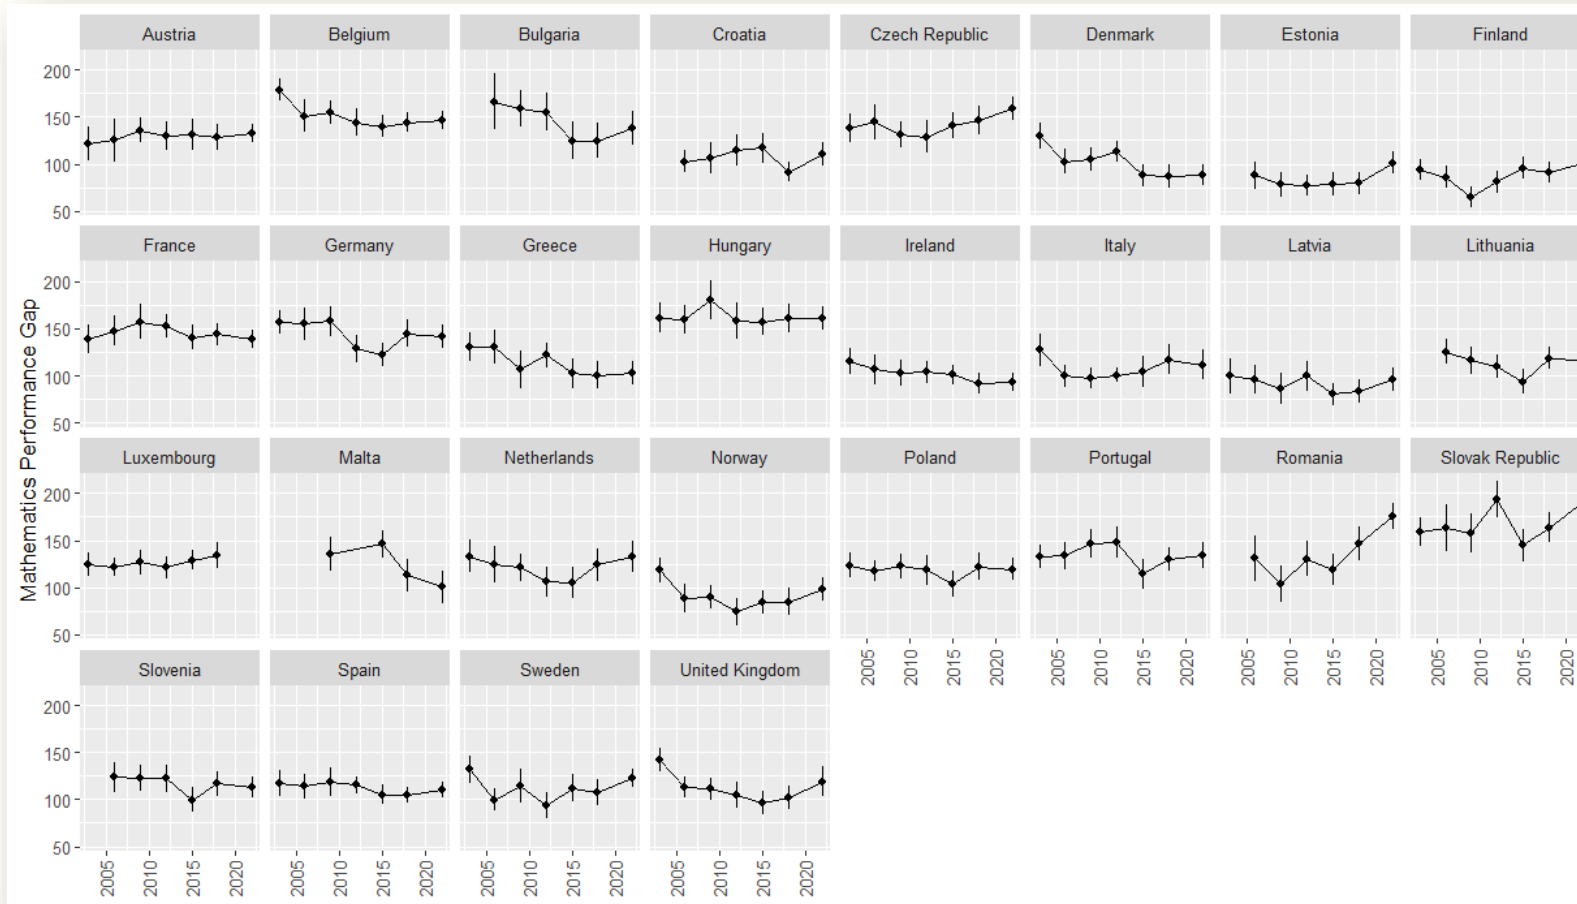 Austria Belgium Bulgaria Croatia Czech Republic Denmark Estonia Finland
200
150
100
50
France Germany Greece Hungary Ireland Italy Latvia Lithuania
200
150
100
50
Mathematics Performance Gap
Luxembourg Malta Netherlands Norway Poland Portugal Romania Slovak Republic
200
150
100
50
2005 2010 2015 2020 2005 2010 2015 2020 2005 2010 2015 2020 2005 2010 2015 2020
Slovenia Spain Sweden United Kingdom
200
150
100
50
2005 2010 2015 2020 2005 2010 2015 2020 2005 2010 2015 2020 2005 2010 2015 2020